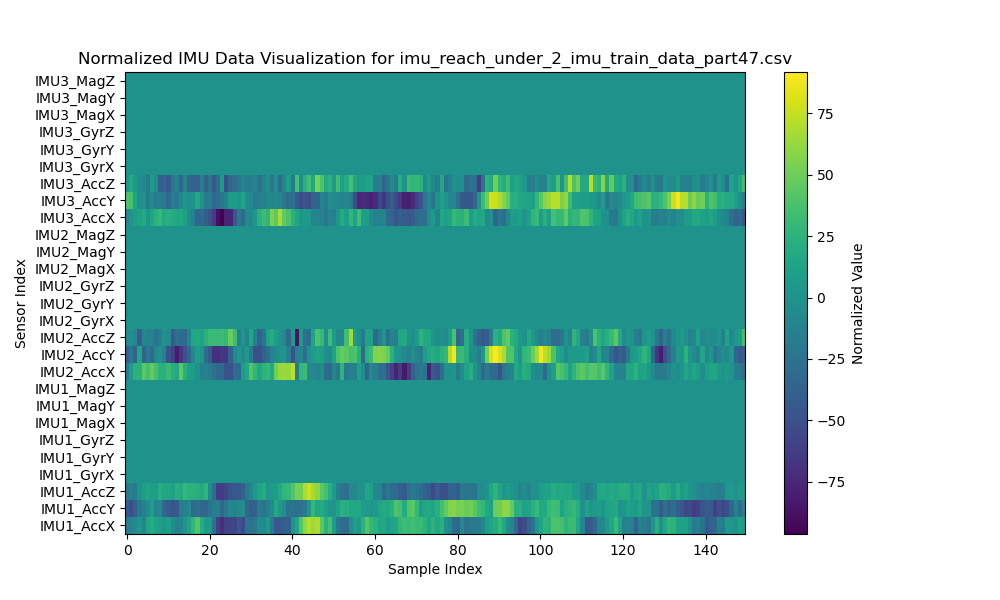 Normalized IMU Data Visualization for imu_reach_under_2_imu_train_data_part47.csv
IMU3_MagZ
IMU3_MagY
IMU3_MagX
IMU3_GyrZ
IMU3_GyrY
IMU3_GyrX
IMU3_AccZ
IMU3_AccY
IMU3_AccX
IMU2_MagZ
IMU2_MagY
IMU2_MagX
IMU2_GyrZ
IMU2_GyrY
IMU2_GyrX
IMU2_AccZ
IMU2_AccY
IMU2_AccX
IMU1_MagZ
IMU1_MagY
IMU1_MagX
IMU1_GyrZ
IMU1_GyrY
IMU1_GyrX
IMU1_AccZ
IMU1_AccY
IMU1_AccX
Sensor Index
0 20 40 60 80 100 120 140
Sample Index
75
50
25
0
−25
−50
−75
Normalized Value